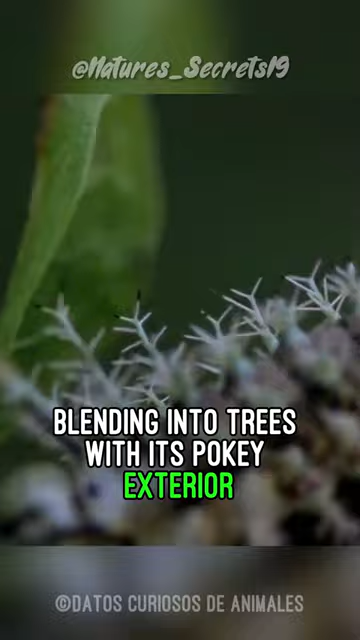 @Natures_Secrets19
BLENDING INTO TREES
WITH ITS POKEY
EXTERIOR
©DATOS CURIOSOS DE ANIMALES